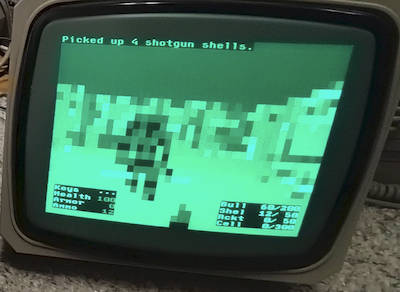 Picked up 4 shotgun shells.
Keys ...
Health 100
Armor 0
Ammo 12
Bull 60/200
Shel 12/ 50
Rckt 0/ 50
Cell 0/300